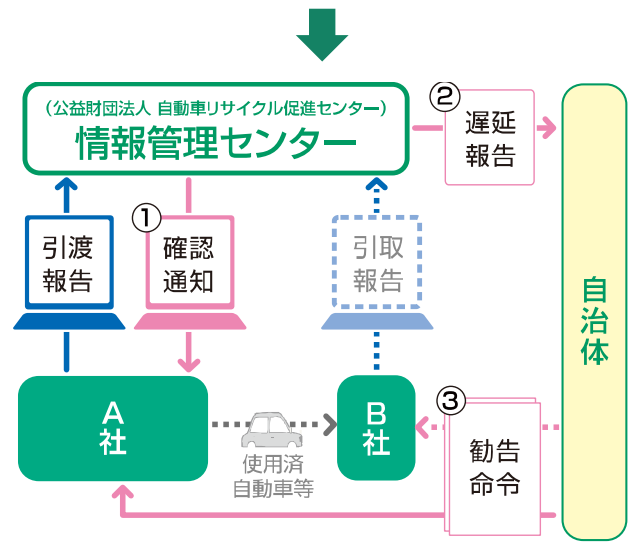 （公益財団法人 自動車リサイクル促進センター）
情報管理センター
②
遅延
報告
引渡
報告
①
確認
通知
引取
報告
自治体
A
社
使用済
自動車等
B
社
③
勧告
命令